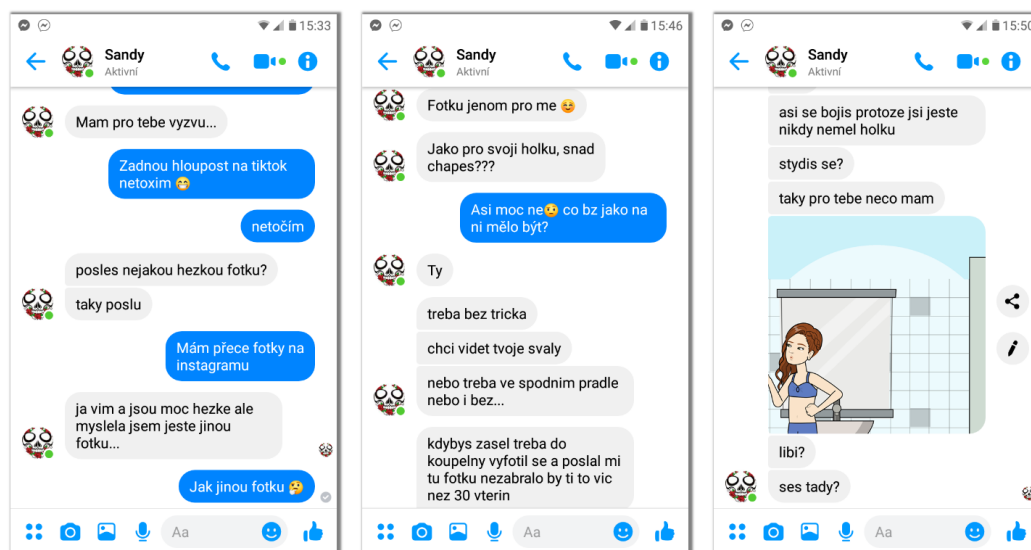 15:33
Sandy
Aktivní
Mam pro tebe vyzvu...
Zadnou hloupost na tiktok
netoxim 😁
netočím
posles nejakou hezkou fotku?
taky poslu
Mám přece fotky na
instagramu
ja vim a jsou moc hezke ale
myslela jsem jeste jinou
fotku...
Jak jinou fotku 🤔
Aa
15:46
Sandy
Aktivní
Fotku jenom pro me ☺️
Jako pro svoji holku, snad
chapes???
Asi moc ne😟 co bz jako na
ni mělo být?
Ty
treba bez tricka
chci videt tvoje svaly
nebo treba ve spodnim pradle
nebo i bez...
kdybys zasel treba do
koupelny vyfotil se a poslal mi
tu fotku nezabralo by ti to vic
nez 30 vterin
Aa
15:50
Sandy
Aktivní
asi se bojis protoze jsi jeste
nikdy nemel holku
stydis se?
taky pro tebe neco mam
libi?
ses tady?
Aa